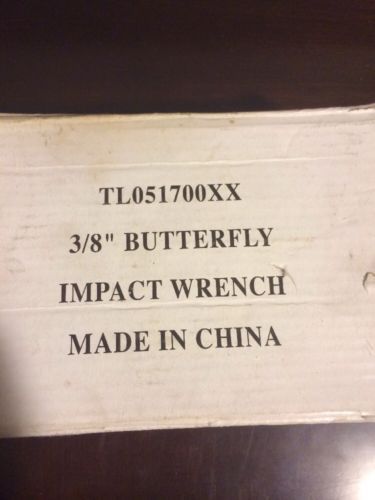 TL051700XX
3/8" BUTTERFLY
IMPACT WRENCH
MADE IN CHINA